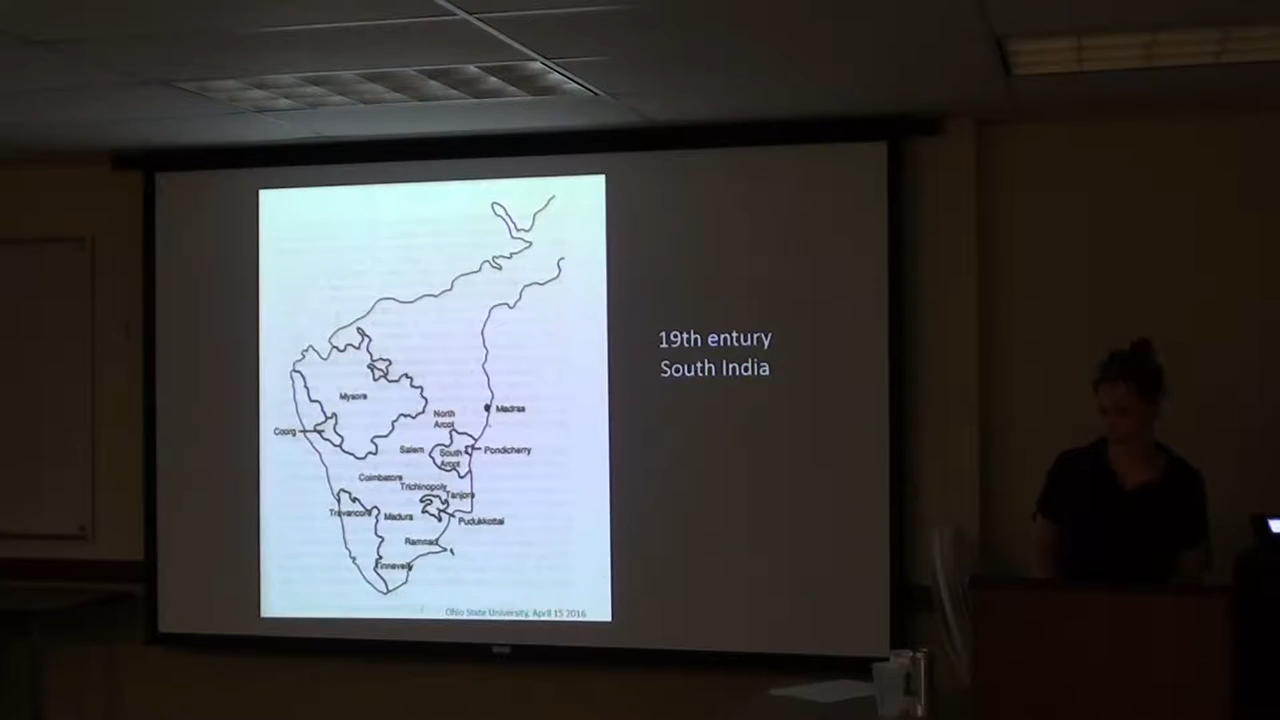 19th entury
South India
Mysore
North
Arcot
Madras
Coorg
Salem
South
Arcot
Pondicherry
Coimbatore
Trichinopoly
Tanjore
Travancore
Madura
Pudukkottai
Ramnad
Tinnevelly
Ohio State University, April 15 2016